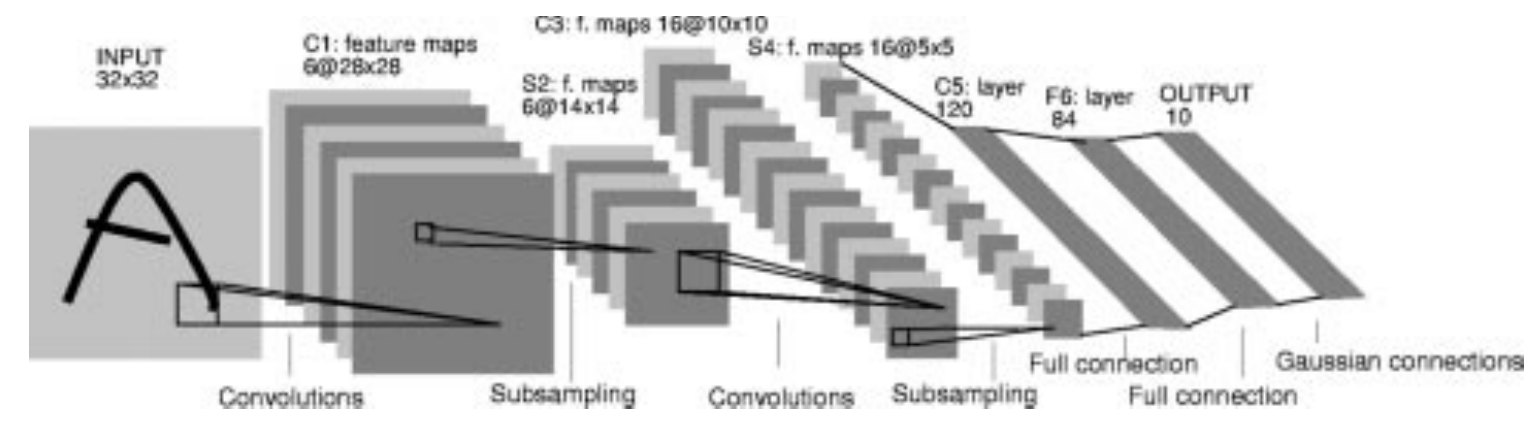 INPUT
32x32
C1: feature maps
6@28x28
S2: f. maps
6@14x14
C3: f. maps 16@10x10
S4: f. maps 16@5x5
C5: layer
120
F6: layer
84
OUTPUT
10
Convolutions
Subsampling
Convolutions
Subsampling
Full connection
Full connection
Gaussian connections
A